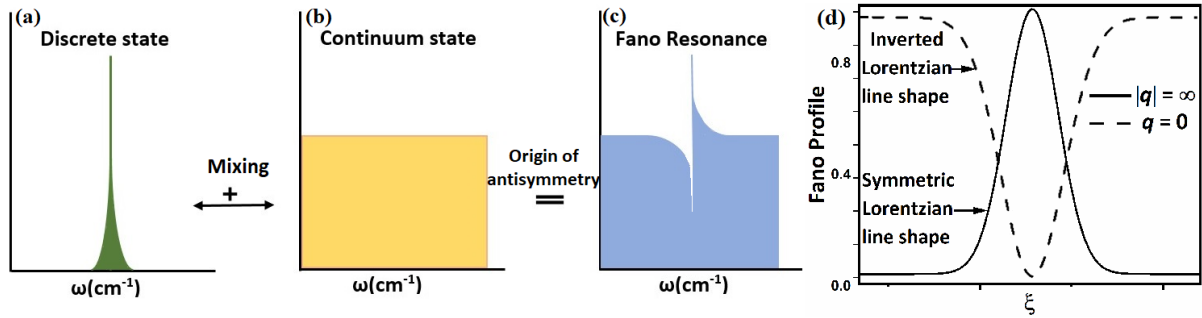 (a)
Discrete state
ω(cm⁻¹)
Mixing
+
(b)
Continuum state
ω(cm⁻¹)
Origin of
antisymmetry
=
(c)
Fano Resonance
ω(cm⁻¹)
(d)
Fano Profile
0.8
0.4
0.0
Inverted
Lorentzian
line shape
|q| = ∞
q = 0
Symmetric
Lorentzian
line shape
ξ